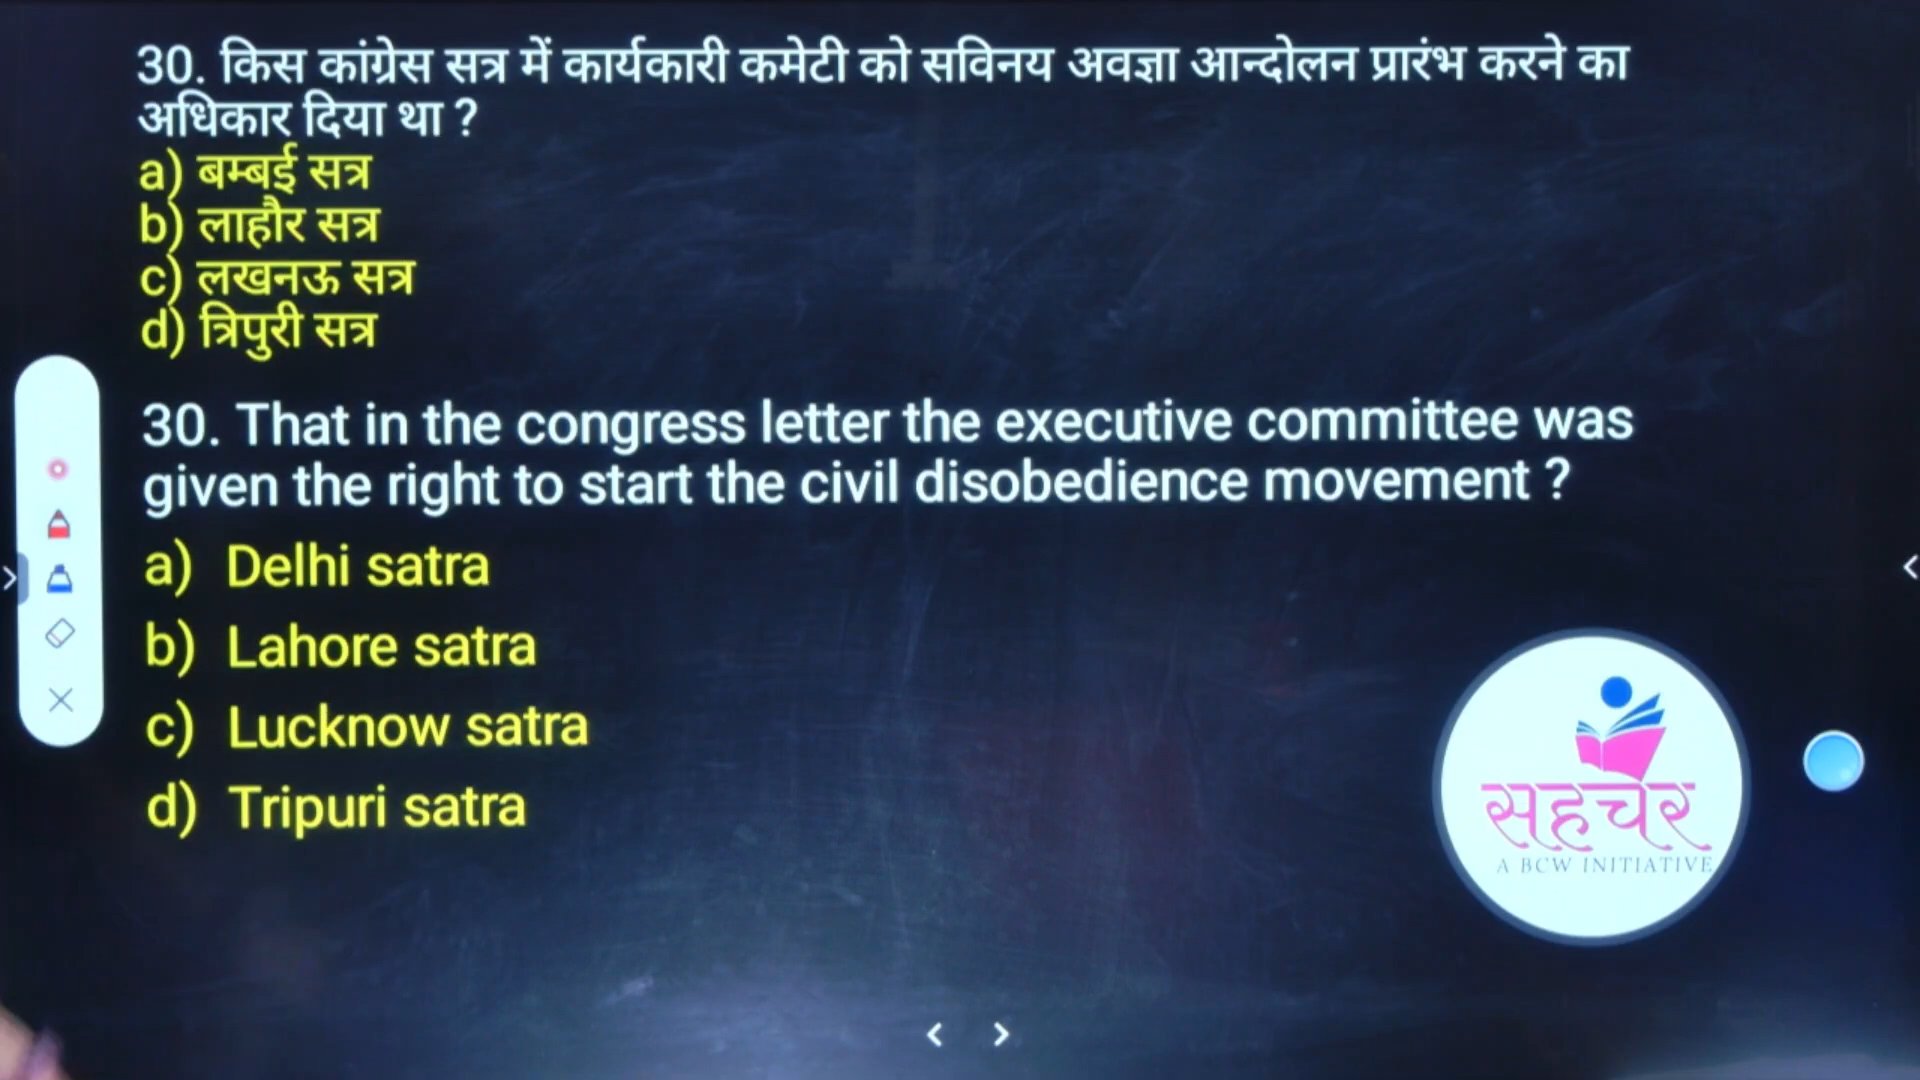 30. किस कांग्रेस सत्र में कार्यकारी कमेटी को सविनय अवज्ञा आन्दोलन प्रारंभ करने का
अधिकार दिया था ?
a) बम्बई सत्र
b) लाहौर सत्र
c) लखनऊ सत्र
d) त्रिपुरी सत्र
30. That in the congress letter the executive committee was
given the right to start the civil disobedience movement ?
a) Delhi satra
b) Lahore satra
c) Lucknow satra
d) Tripuri satra
सहचर
A BCW INITIATIVE